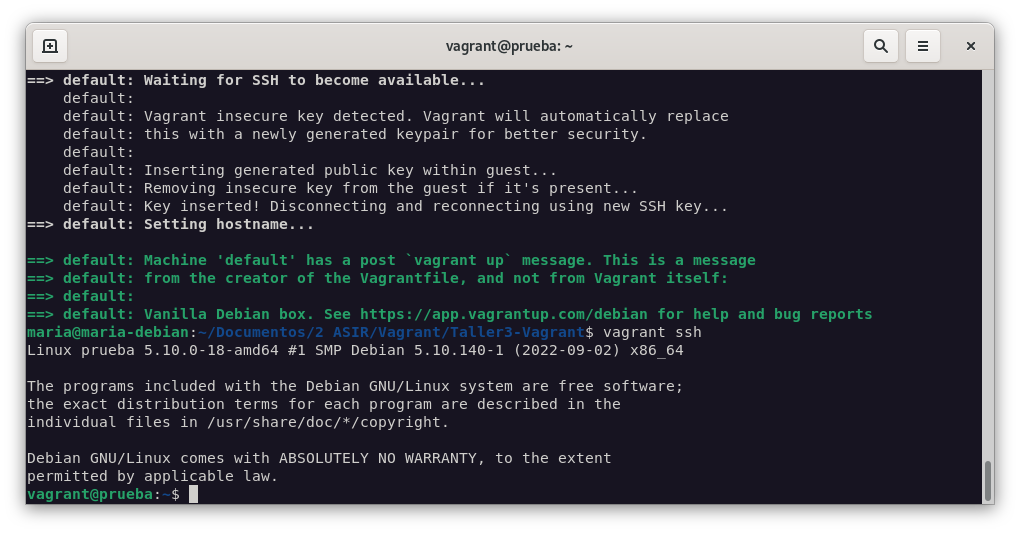 vagrant@prueba: ~
==> default: Waiting for SSH to become available...
    default:
    default: Vagrant insecure key detected. Vagrant will automatically replace
    default: this with a newly generated keypair for better security.
    default:
    default: Inserting generated public key within guest...
    default: Removing insecure key from the guest if it's present...
    default: Key inserted! Disconnecting and reconnecting using new SSH key...
==> default: Setting hostname...

==> default: Machine 'default' has a post `vagrant up` message. This is a message
==> default: from the creator of the Vagrantfile, and not from Vagrant itself:
==> default:
==> default: Vanilla Debian box. See https://app.vagrantup.com/debian for help and bug reports
maria@maria-debian:~/Documentos/2 ASIR/Vagrant/Taller3-Vagrant$ vagrant ssh
Linux prueba 5.10.0-18-amd64 #1 SMP Debian 5.10.140-1 (2022-09-02) x86_64

The programs included with the Debian GNU/Linux system are free software;
the exact distribution terms for each program are described in the
individual files in /usr/share/doc/*/copyright.

Debian GNU/Linux comes with ABSOLUTELY NO WARRANTY, to the extent
permitted by applicable law.
vagrant@prueba:~$